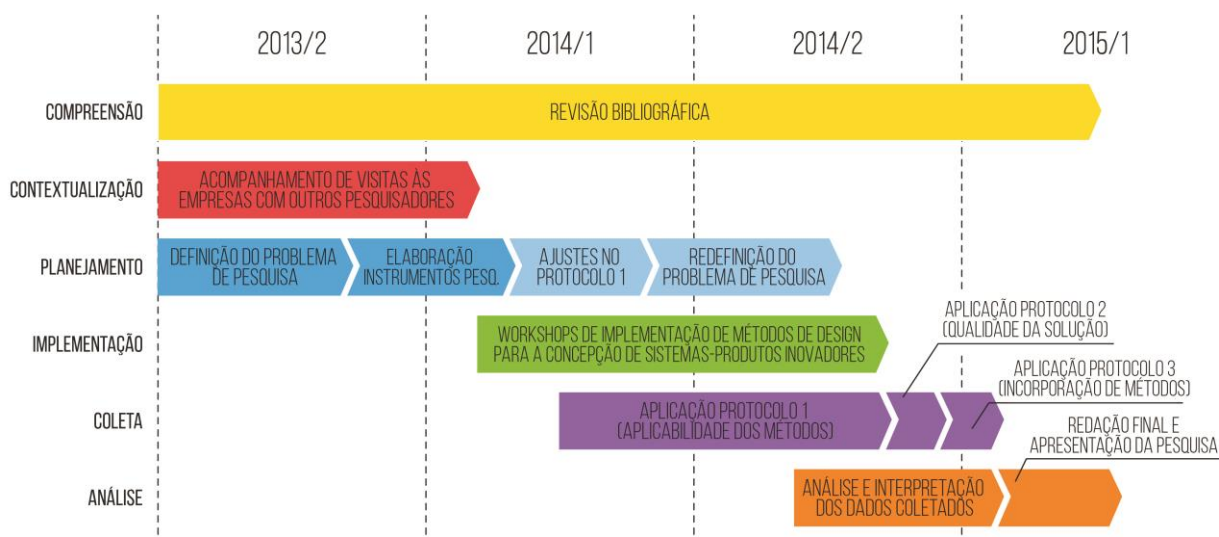 2013/2
2014/1
2014/2
2015/1
COMPREENSÃO
REVISÃO BIBLIOGRÁFICA
CONTEXTUALIZAÇÃO
ACOMPANHAMENTO DE VISITAS ÀS
EMPRESAS COM OUTROS PESQUISADORES
PLANEJAMENTO
DEFINIÇÃO DO PROBLEMA
DE PESQUISA
ELABORAÇÃO
INSTRUMENTOS PESQ.
AJUSTES NO
PROTOCOLO 1
REDEFINIÇÃO DO
PROBLEMA DE PESQUISA
IMPLEMENTAÇÃO
WORKSHOPS DE IMPLEMENTAÇÃO DE MÉTODOS DE DESIGN
PARA A CONCEPÇÃO DE SISTEMAS-PRODUTOS INOVADORES
APLICAÇÃO PROTOCOLO 2
(QUALIDADE DA SOLUÇÃO)
COLETA
APLICAÇÃO PROTOCOLO 1
(APLICABILIDADE DOS MÉTODOS)
APLICAÇÃO PROTOCOLO 3
(INCORPORAÇÃO DE MÉTODOS)
ANÁLISE
ANÁLISE E INTERPRETAÇÃO
DOS DADOS COLETADOS
REDAÇÃO FINAL E
APRESENTAÇÃO DA PESQUISA